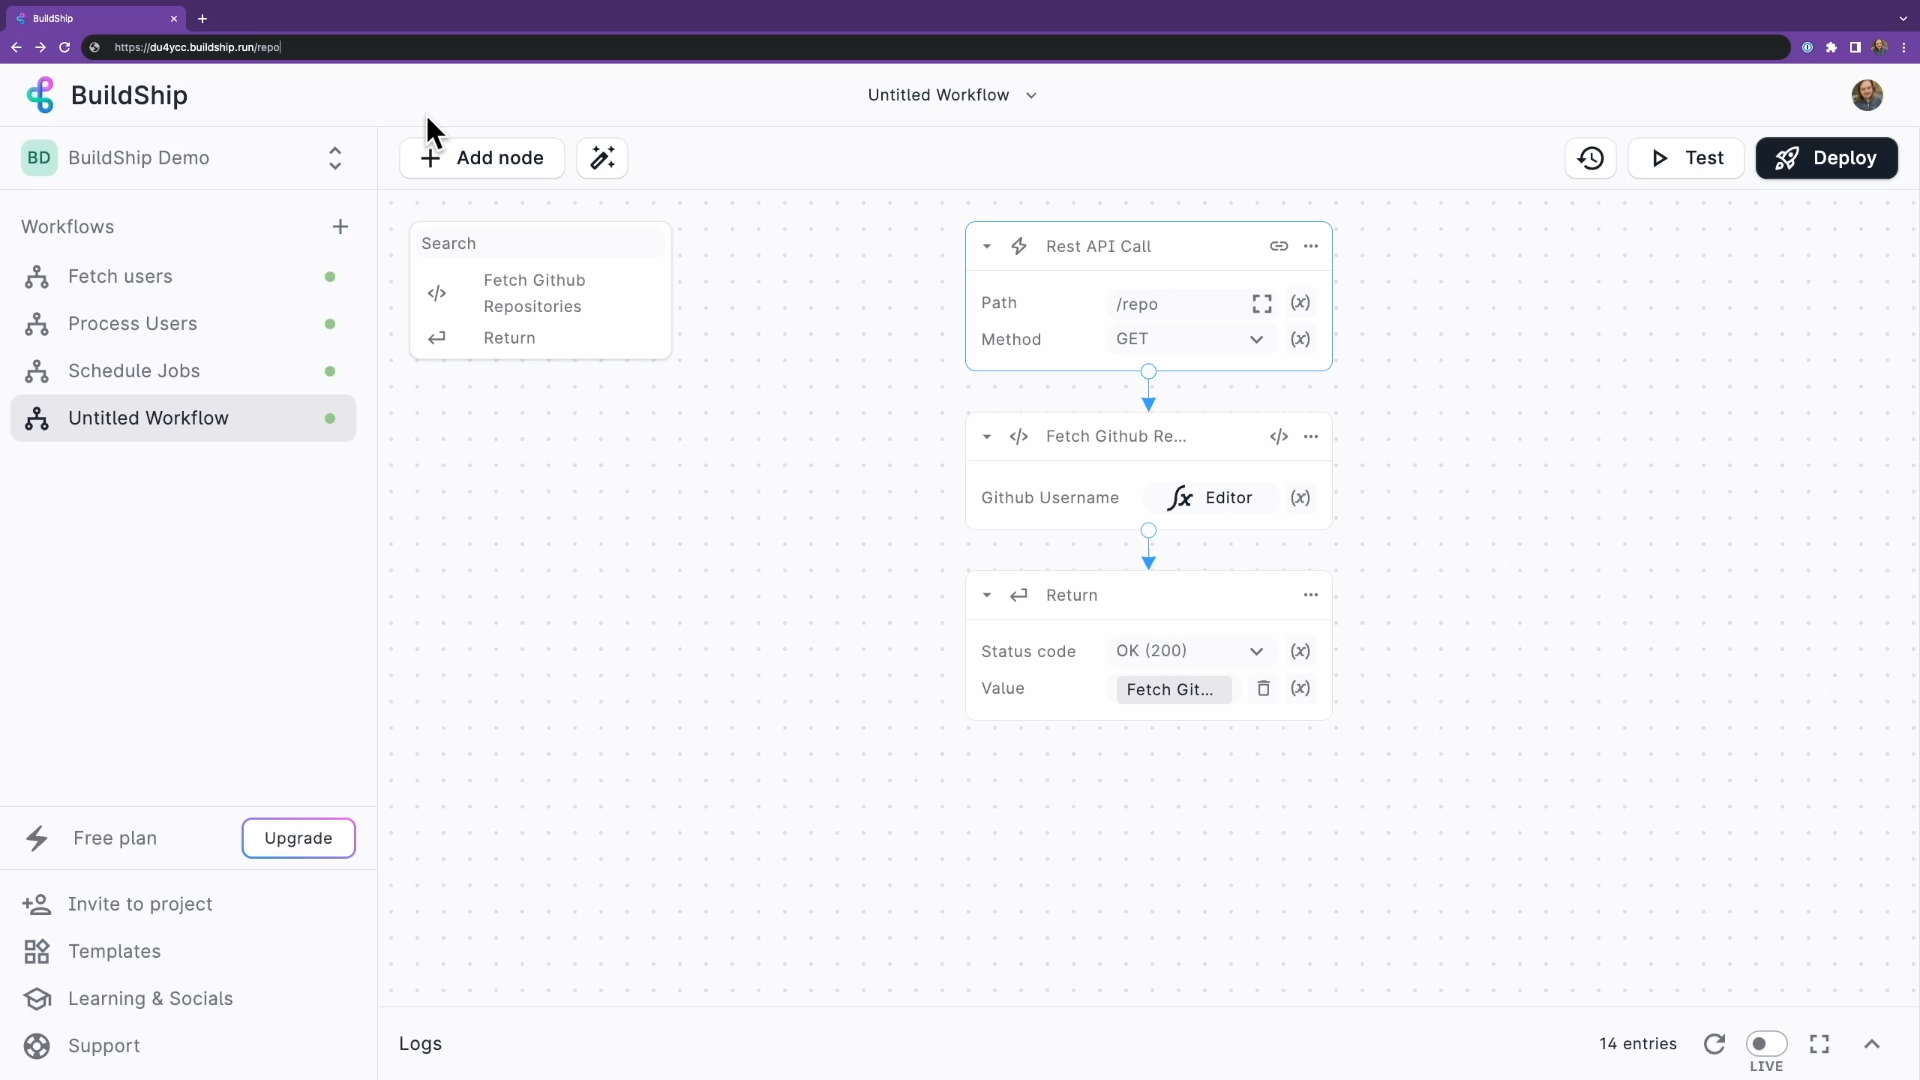 BuildShip
https://du4ycc.buildship.run/repo
BuildShip
Untitled Workflow
BD BuildShip Demo
Add node
Test
Deploy
Workflows
Fetch users
Process Users
Schedule Jobs
Untitled Workflow
Search
Fetch Github
Repositories
Return
Rest API Call
Path /repo (x)
Method GET (x)
Fetch Github Re...
Github Username fx Editor (x)
Return
Status code OK (200) (x)
Value Fetch Git... (x)
Free plan Upgrade
Invite to project
Templates
Learning & Socials
Support
Logs
14 entries
LIVE